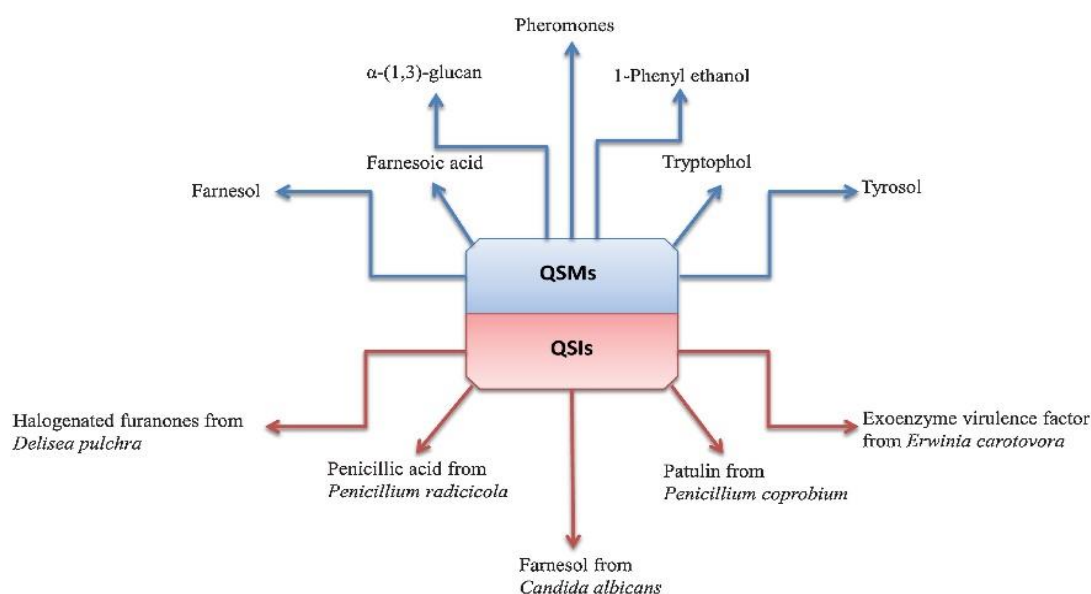 Pheromones
α-(1,3)-glucan
1-Phenyl ethanol
Farnesoic acid
Tryptophol
Farnesol
Tyrosol
QSMs
QSIs
Halogenated furanones from
Delisea pulchra
Exoenzyme virulence factor
from Erwinia carotovora
Penicillic acid from
Penicillium radicicola
Patulin from
Penicillium coprobium
Farnesol from
Candida albicans